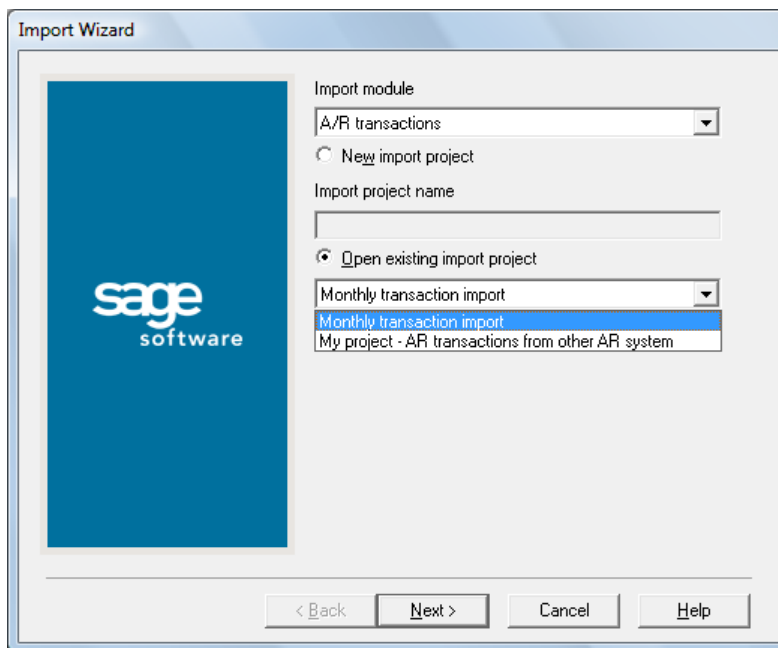 Import Wizard
Import module
A/R transactions
New import project
Import project name
Open existing import project
Monthly transaction import
Monthly transaction import
My project - AR transactions from other AR system
sage
software
< Back
Next >
Cancel
Help